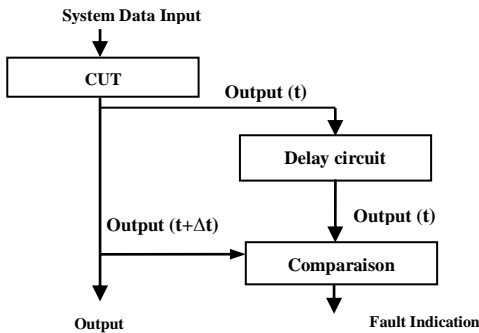 System Data Input
CUT
Output (t)
Delay circuit
Output (t)
Output (t+Δt)
Comparaison
Output
Fault Indication